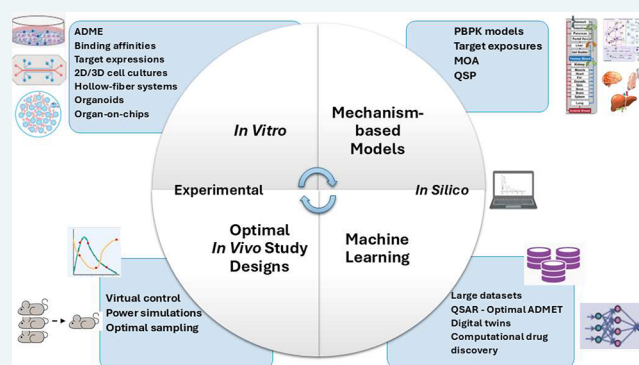 ADME
Binding affinities
Target expressions
2D/3D cell cultures
Hollow-fiber systems
Organoids
Organ-on-chips
PBPK models
Target exposures
MOA
QSP
In Vitro
Mechanism-
based
Models
Experimental
In Silico
Optimal
In Vivo Study
Designs
Machine
Learning
Virtual control
Power simulations
Optimal sampling
Large datasets
QSAR - Optimal ADMET
Digital twins
Computational drug
discovery